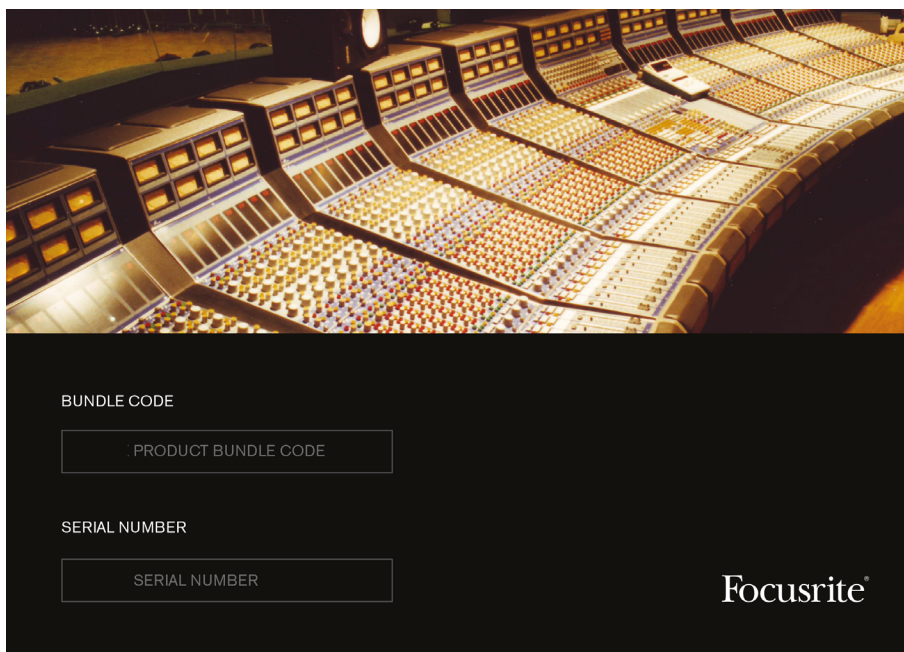 BUNDLE CODE
PRODUCT BUNDLE CODE
SERIAL NUMBER
SERIAL NUMBER
Focusrite®